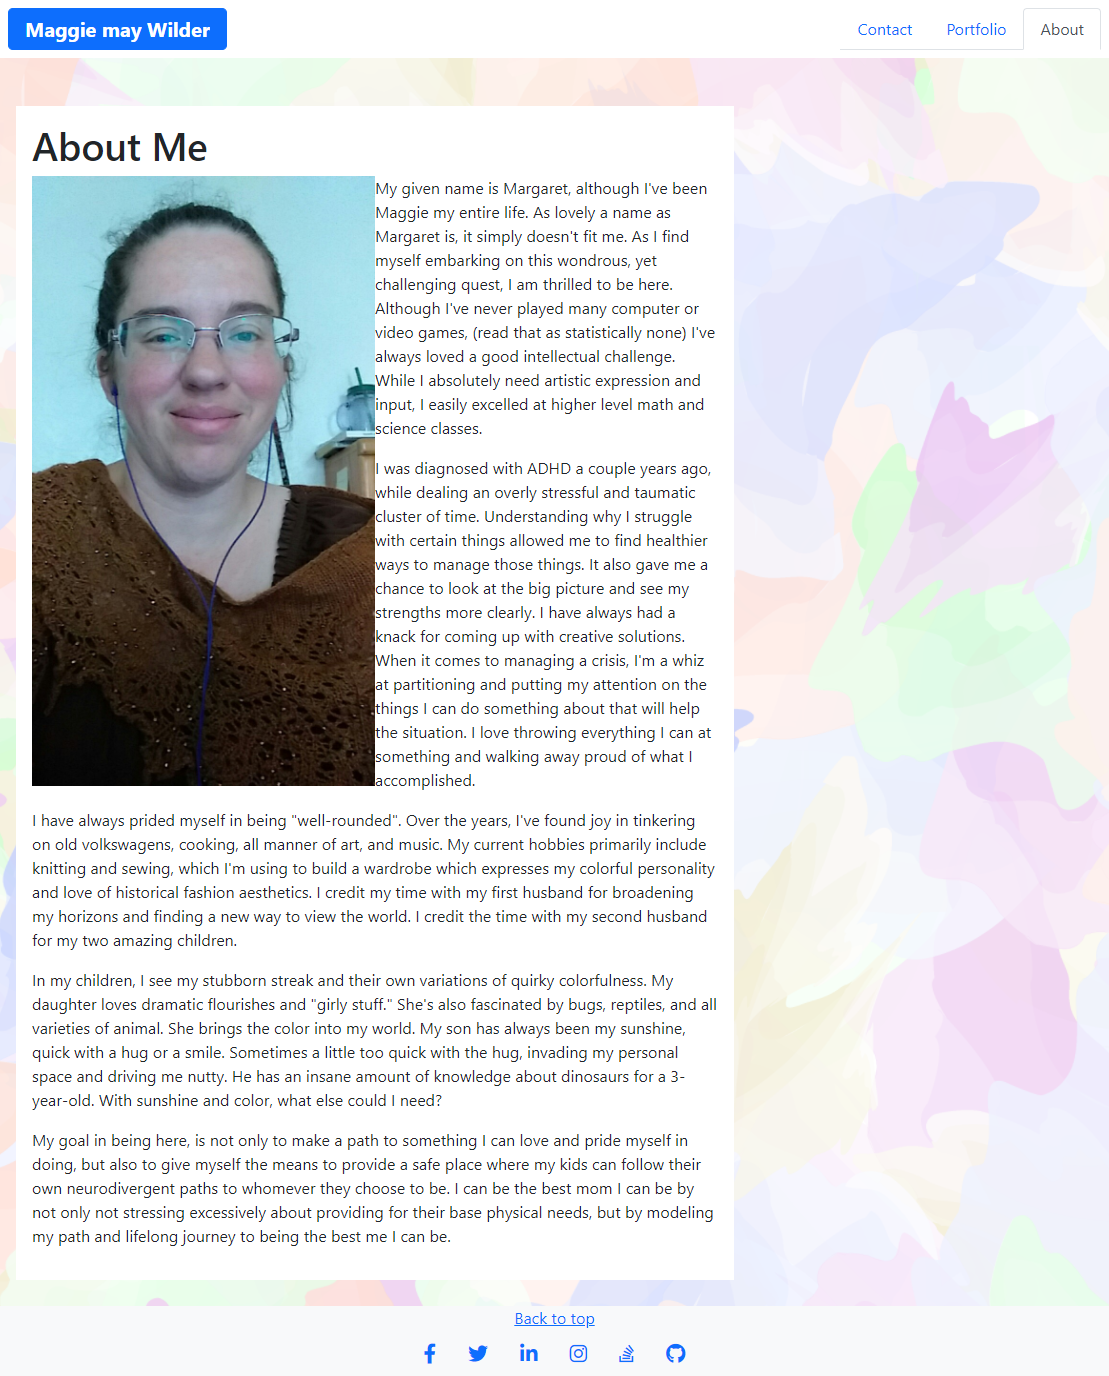 Maggie may Wilder
Contact
Portfolio
About
About Me
My given name is Margaret, although I've been
Maggie my entire life. As lovely a name as
Margaret is, it simply doesn't fit me. As I find
myself embarking on this wondrous, yet
challenging quest, I am thrilled to be here.
Although I've never played many computer or
video games, (read that as statistically none) I've
always loved a good intellectual challenge.
While I absolutely need artistic expression and
input, I easily excelled at higher level math and
science classes.
I was diagnosed with ADHD a couple years ago,
while dealing an overly stressful and taumatic
cluster of time. Understanding why I struggle
with certain things allowed me to find healthier
ways to manage those things. It also gave me a
chance to look at the big picture and see my
strengths more clearly. I have always had a
knack for coming up with creative solutions.
When it comes to managing a crisis, I'm a whiz
at partitioning and putting my attention on the
things I can do something about that will help
the situation. I love throwing everything I can at
something and walking away proud of what I
accomplished.
I have always prided myself in being "well-rounded". Over the years, I've found joy in tinkering
on old volkswagens, cooking, all manner of art, and music. My current hobbies primarily include
knitting and sewing, which I'm using to build a wardrobe which expresses my colorful personality
and love of historical fashion aesthetics. I credit my time with my first husband for broadening
my horizons and finding a new way to view the world. I credit the time with my second husband
for my two amazing children.
In my children, I see my stubborn streak and their own variations of quirky colorfulness. My
daughter loves dramatic flourishes and "girly stuff." She's also fascinated by bugs, reptiles, and all
varieties of animal. She brings the color into my world. My son has always been my sunshine,
quick with a hug or a smile. Sometimes a little too quick with the hug, invading my personal
space and driving me nutty. He has an insane amount of knowledge about dinosaurs for a 3-
year-old. With sunshine and color, what else could I need?
My goal in being here, is not only to make a path to something I can love and pride myself in
doing, but also to give myself the means to provide a safe place where my kids can follow their
own neurodivergent paths to whomever they choose to be. I can be the best mom I can be by
not only not stressing excessively about providing for their base physical needs, but by modeling
my path and lifelong journey to being the best me I can be.
Back to top